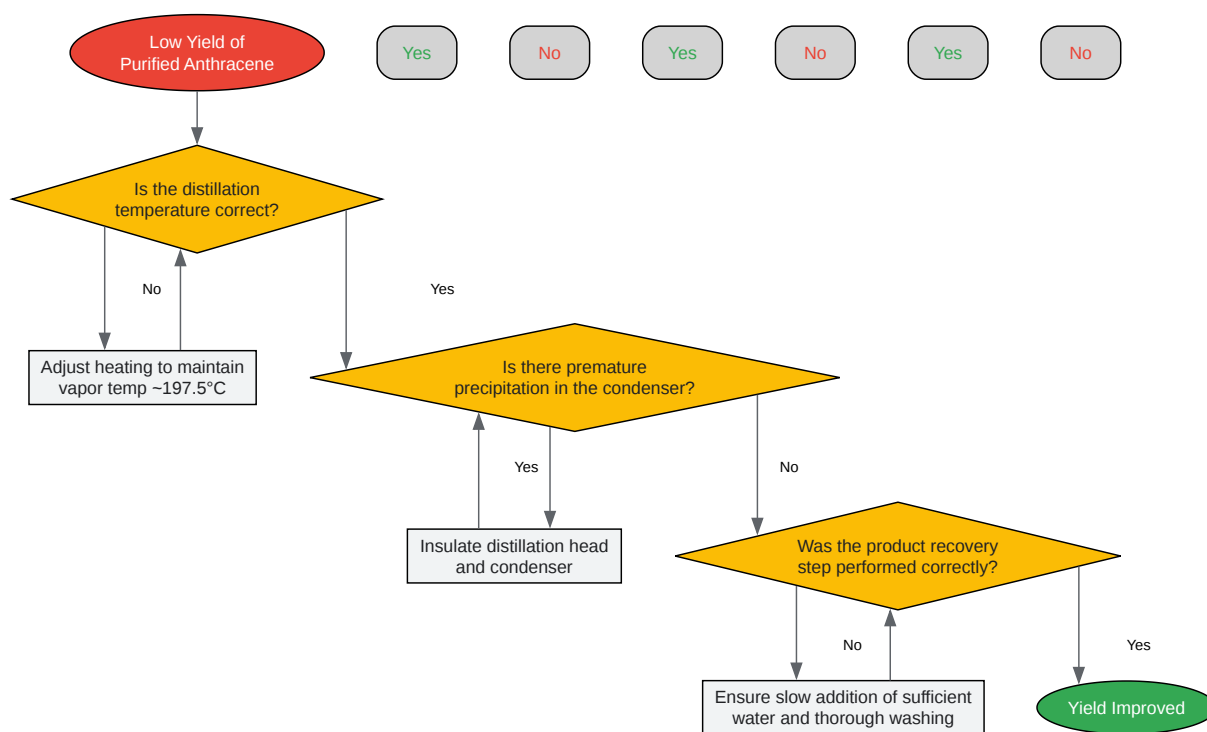 Low Yield of
Purified Anthracene
Yes
No
Yes
No
Yes
No
Is the distillation
temperature correct?
No
Yes
Adjust heating to maintain
vapor temp ~197.5°C
Is there premature
precipitation in the condenser?
Yes
No
Insulate distillation head
and condenser
Was the product recovery
step performed correctly?
No
Yes
Ensure slow addition of sufficient
water and thorough washing
Yield Improved